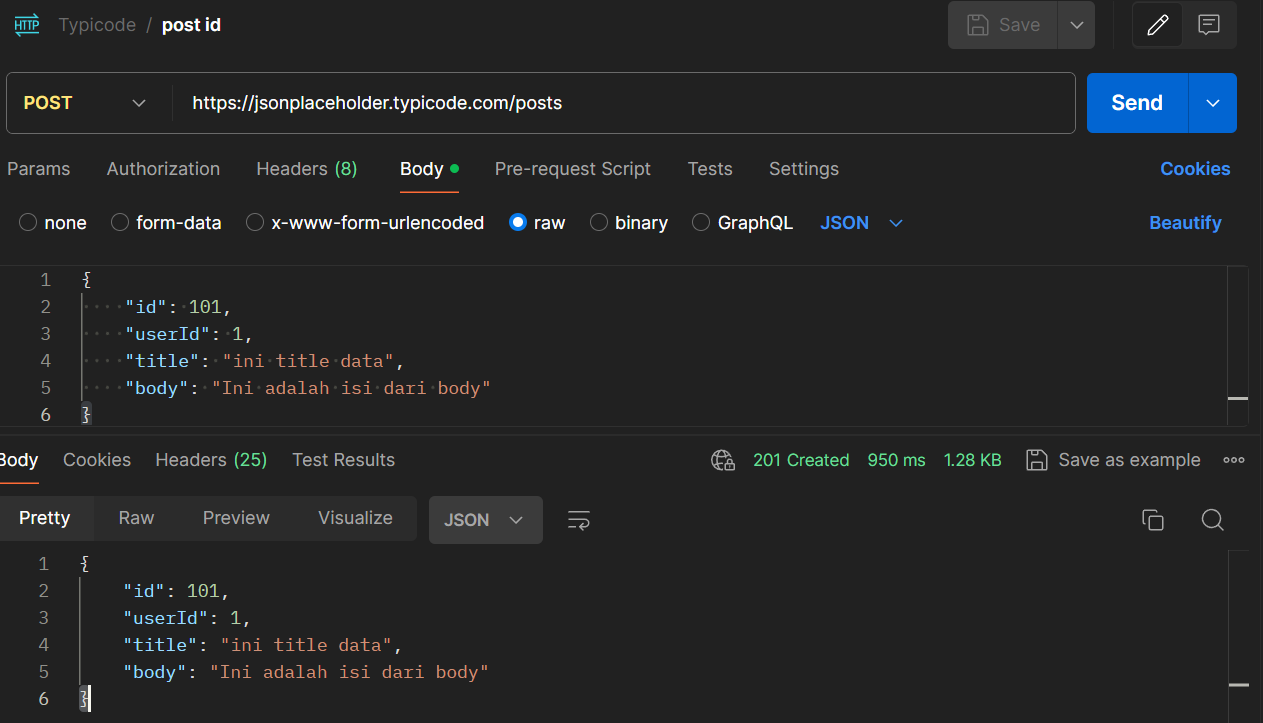 HTTP Typicode / post id Save
POST https://jsonplaceholder.typicode.com/posts Send
Params Authorization Headers (8) Body Pre-request Script Tests Settings Cookies
none form-data x-www-form-urlencoded raw binary GraphQL JSON Beautify
1 {
2 "id": 101,
3 "userId": 1,
4 "title": "ini title data",
5 "body": "Ini adalah isi dari body"
6 }
Body Cookies Headers (25) Test Results 201 Created 950 ms 1.28 KB Save as example
Pretty Raw Preview Visualize JSON
1 {
2 "id": 101,
3 "userId": 1,
4 "title": "ini title data",
5 "body": "Ini adalah isi dari body"
6 }